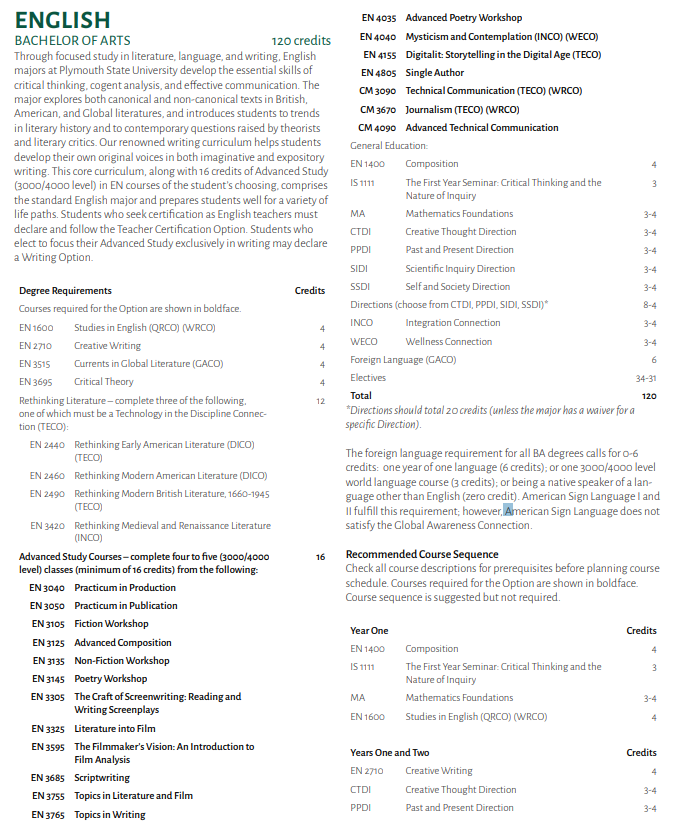 ENGLISH
BACHELOR OF ARTS 120 credits
Through focused study in literature, language, and writing, English
majors at Plymouth State University develop the essential skills of
critical thinking, cogent analysis, and effective communication. The
major explores both canonical and non-canonical texts in British,
American, and Global literatures, and introduces students to trends
in literary history and to contemporary questions raised by theorists
and literary critics. Our renowned writing curriculum helps students
develop their own original voices in both imaginative and expository
writing. This core curriculum, along with 16 credits of Advanced Study
(3000/4000 level) in EN courses of the student's choosing, comprises
the standard English major and prepares students well for a variety of
life paths. Students who seek certification as English teachers must
declare and follow the Teacher Certification Option. Students who
elect to focus their Advanced Study exclusively in writing may declare
a Writing Option.
Degree Requirements Credits
Courses required for the Option are shown in boldface.
EN 1600 Studies in English (QRCO) (WRCO) 4
EN 2710 Creative Writing 4
EN 3515 Currents in Global Literature (GACO) 4
EN 3695 Critical Theory 4
Rethinking Literature – complete three of the following, 12
one of which must be a Technology in the Discipline Connec-
tion (TECO):
EN 2440 Rethinking Early American Literature (DICO)
(TECO)
EN 2460 Rethinking Modern American Literature (DICO)
EN 2490 Rethinking Modern British Literature, 1660-1945
(TECO)
EN 3420 Rethinking Medieval and Renaissance Literature
(INCO)
Advanced Study Courses – complete four to five (3000/4000 16
level) classes (minimum of 16 credits) from the following:
EN 3040 Practicum in Production
EN 3050 Practicum in Publication
EN 3105 Fiction Workshop
EN 3125 Advanced Composition
EN 3135 Non-Fiction Workshop
EN 3145 Poetry Workshop
EN 3305 The Craft of Screenwriting: Reading and
Writing Screenplays
EN 3325 Literature into Film
EN 3595 The Filmmaker's Vision: An Introduction to
Film Analysis
EN 3685 Scriptwriting
EN 3755 Topics in Literature and Film
EN 3765 Topics in Writing
EN 4035 Advanced Poetry Workshop
EN 4040 Mysticism and Contemplation (INCO) (WECO)
EN 4155 Digitalit: Storytelling in the Digital Age (TECO)
EN 4805 Single Author
CM 3090 Technical Communication (TECO) (WRCO)
CM 3670 Journalism (TECO) (WRCO)
CM 4090 Advanced Technical Communication
General Education:
EN 1400 Composition 4
IS 1111 The First Year Seminar: Critical Thinking and the 3
Nature of Inquiry
MA Mathematics Foundations 3-4
CTDI Creative Thought Direction 3-4
PPDI Past and Present Direction 3-4
SIDI Scientific Inquiry Direction 3-4
SSDI Self and Society Direction 3-4
Directions (choose from CTDI, PPDI, SIDI, SSDI)* 8-4
INCO Integration Connection 3-4
WECO Wellness Connection 3-4
Foreign Language (GACO) 6
Electives 34-31
Total 120
*Directions should total 20 credits (unless the major has a waiver for a
specific Direction).
The foreign language requirement for all BA degrees calls for 0-6
credits: one year of one language (6 credits); or one 3000/4000 level
world language course (3 credits); or being a native speaker of a lan-
guage other than English (zero credit). American Sign Language I and
II fulfill this requirement; however, American Sign Language does not
satisfy the Global Awareness Connection.
Recommended Course Sequence
Check all course descriptions for prerequisites before planning course
schedule. Courses required for the Option are shown in boldface.
Course sequence is suggested but not required.
Year One Credits
EN 1400 Composition 4
IS 1111 The First Year Seminar: Critical Thinking and the 3
Nature of Inquiry
MA Mathematics Foundations 3-4
EN 1600 Studies in English (QRCO) (WRCO) 4
Years One and Two Credits
EN 2710 Creative Writing 4
CTDI Creative Thought Direction 3-4
PPDI Past and Present Direction 3-4